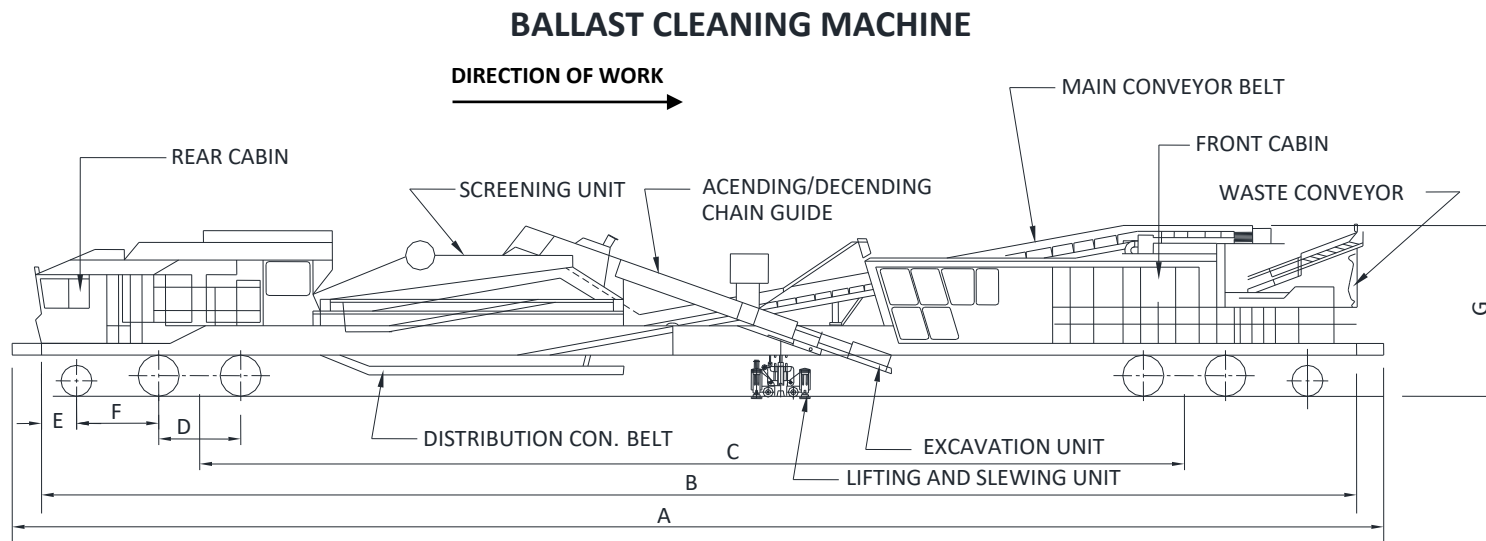 BALLAST CLEANING MACHINE
DIRECTION OF WORK
MAIN CONVEYOR BELT
REAR CABIN
FRONT CABIN
SCREENING UNIT
ACENDING/DECENDING
CHAIN GUIDE
WASTE CONVEYOR
G
E
F
D
DISTRIBUTION CON. BELT
EXCAVATION UNIT
C
LIFTING AND SLEWING UNIT
B
A